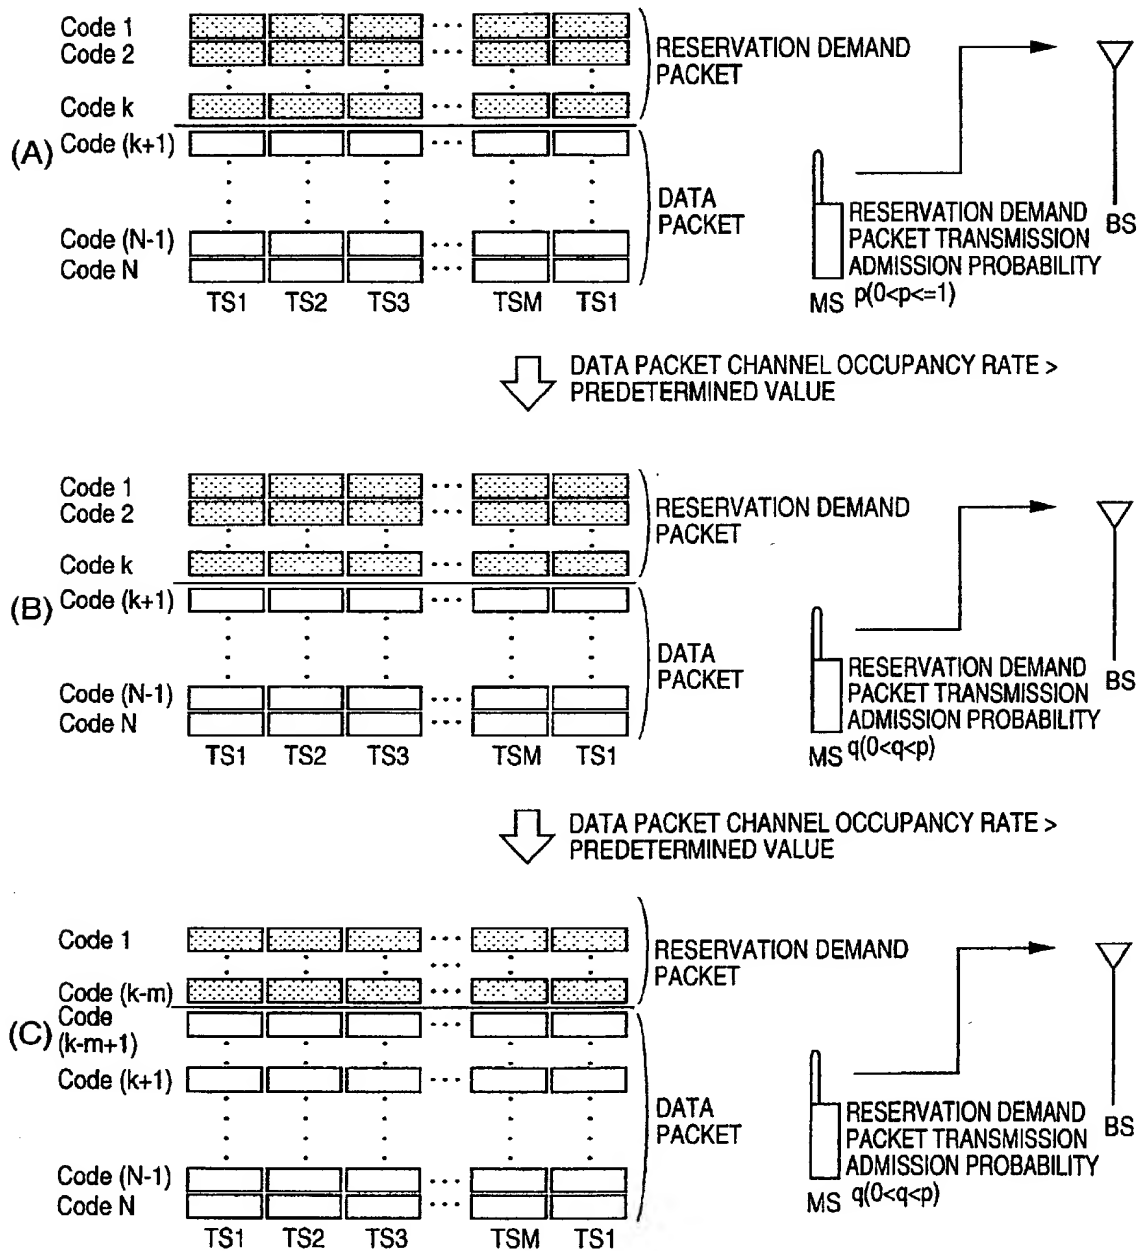 (A)
Code 1
Code 2
Code k
Code (k+1)
Code (N-1)
Code N
TS1 TS2 TS3 ··· TSM TS1
RESERVATION DEMAND
PACKET
DATA
PACKET
MS
RESERVATION DEMAND
PACKET TRANSMISSION
ADMISSION PROBABILITY
p(0<p<=1)
BS
DATA PACKET CHANNEL OCCUPANCY RATE >
PREDETERMINED VALUE
(B)
Code 1
Code 2
Code k
Code (k+1)
Code (N-1)
Code N
TS1 TS2 TS3 TSM TS1
RESERVATION DEMAND
PACKET
DATA
PACKET
MS
RESERVATION DEMAND
PACKET TRANSMISSION
ADMISSION PROBABILITY
q(0<q<p)
BS
DATA PACKET CHANNEL OCCUPANCY RATE >
PREDETERMINED VALUE
(C)
Code 1
Code (k-m)
Code
(k-m+1)
Code (k+1)
Code (N-1)
Code N
TS1 TS2 TS3 TSM TS1
RESERVATION DEMAND
PACKET
DATA
PACKET
MS
RESERVATION DEMAND
PACKET TRANSMISSION
ADMISSION PROBABILITY
q(0<q<p)
BS